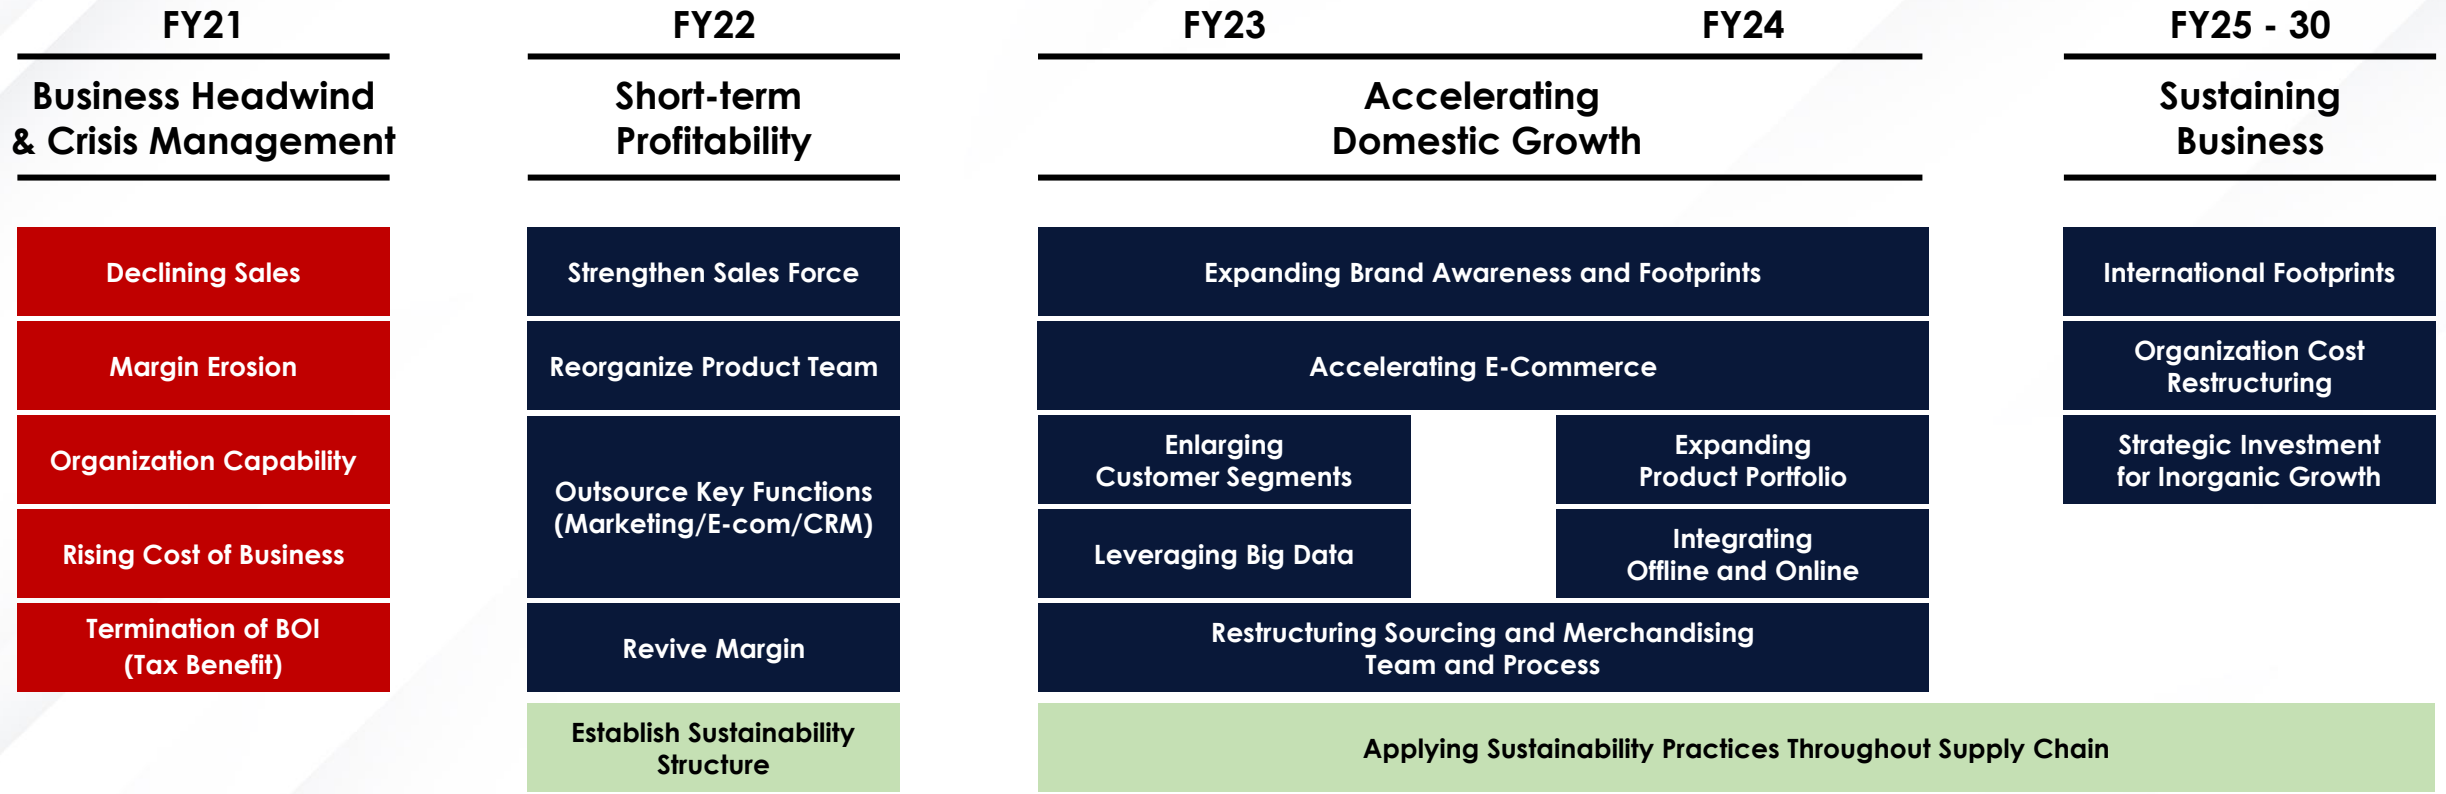 FY21
Business Headwind
& Crisis Management
Declining Sales
Margin Erosion
Organization Capability
Rising Cost of Business
Termination of BOI
(Tax Benefit)
FY22
Short-term
Profitability
Strengthen Sales Force
Reorganize Product Team
Outsource Key Functions
(Marketing/E-com/CRM)
Revive Margin
Establish Sustainability
Structure
FY23
FY24
Accelerating
Domestic Growth
Expanding Brand Awareness and Footprints
Accelerating E-Commerce
Enlarging
Customer Segments
Expanding
Product Portfolio
Leveraging Big Data
Integrating
Offline and Online
Restructuring Sourcing and Merchandising
Team and Process
FY25 - 30
Sustaining
Business
International Footprints
Organization Cost
Restructuring
Strategic Investment
for Inorganic Growth
Applying Sustainability Practices Throughout Supply Chain